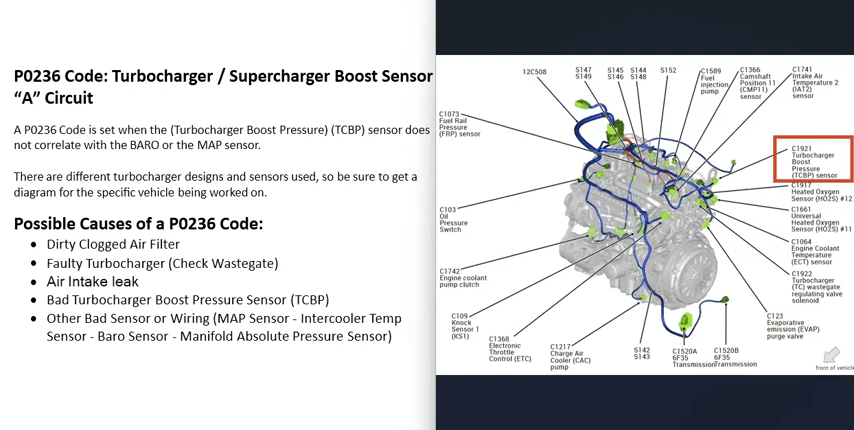 P0236 Code: Turbocharger / Supercharger Boost Sensor
“A” Circuit
A P0236 Code is set when the (Turbocharger Boost Pressure) (TCBP) sensor does
not correlate with the BARO or the MAP sensor.
There are different turbocharger designs and sensors used, so be sure to get a
diagram for the specific vehicle being worked on.
Possible Causes of a P0236 Code:
• Dirty Clogged Air Filter
• Faulty Turbocharger (Check Wastegate)
• Air Intake leak
• Bad Turbocharger Boost Pressure Sensor (TCBP)
• Other Bad Sensor or Wiring (MAP Sensor - Intercooler Temp
Sensor - Baro Sensor - Manifold Absolute Pressure Sensor)
12C508
S147
S149
S145
S146
S144
S148
S152
C1589
Fuel
injection
pump
C1366
Camshaft
Position 11
(CMP11)
sensor
C1741
Intake Air
Temperature 2
(IAT2)
sensor
C1073
Fuel Rail
Pressure
(FRP) sensor
C1921
Turbocharger
Boost
Pressure
(TCBP) sensor
C1917
Heated Oxygen
Sensor (HO2S) #12
C103
Oil
Pressure
Switch
C1661
Universal
Heated Oxygen
Sensor (HO2S) #11
C1064
Engine Coolant
Temperature
(ECT) sensor
C1742
Engine coolant
pump clutch
C1922
Turbocharger
(TC) wastegate
regulating valve
solenoid
C109
Knock
Sensor 1
(KS1)
C1368
Electronic
Throttle
Control (ETC)
C1217
Charge Air
Cooler (CAC)
pump
S142
S143
C1520A
6F35
Transmission
C1520B
6F35
Transmission
C123
Evaporative
emission (EVAP)
purge valve
front of vehicle